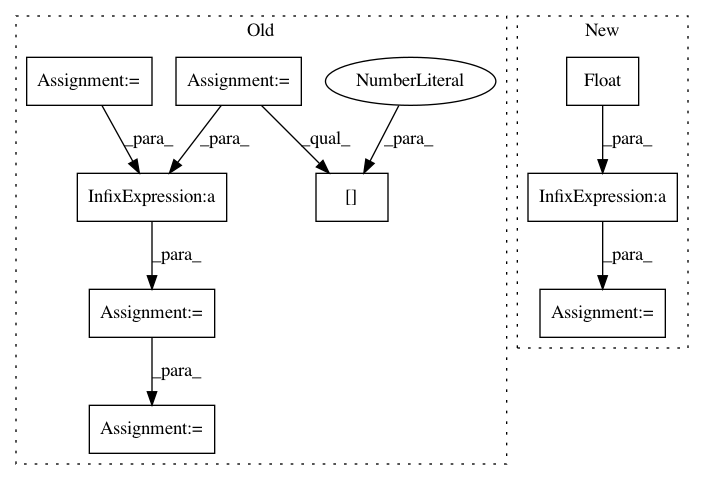 Old
New
Assignment:=
Assignment:=
NumberLiteral
Float
_para_
_para_
_qual_
_para_
_para_
InfixExpression:a
[]
InfixExpression:a
_para_
_para_
Assignment:=
Assignment:=
_para_
Assignment:=